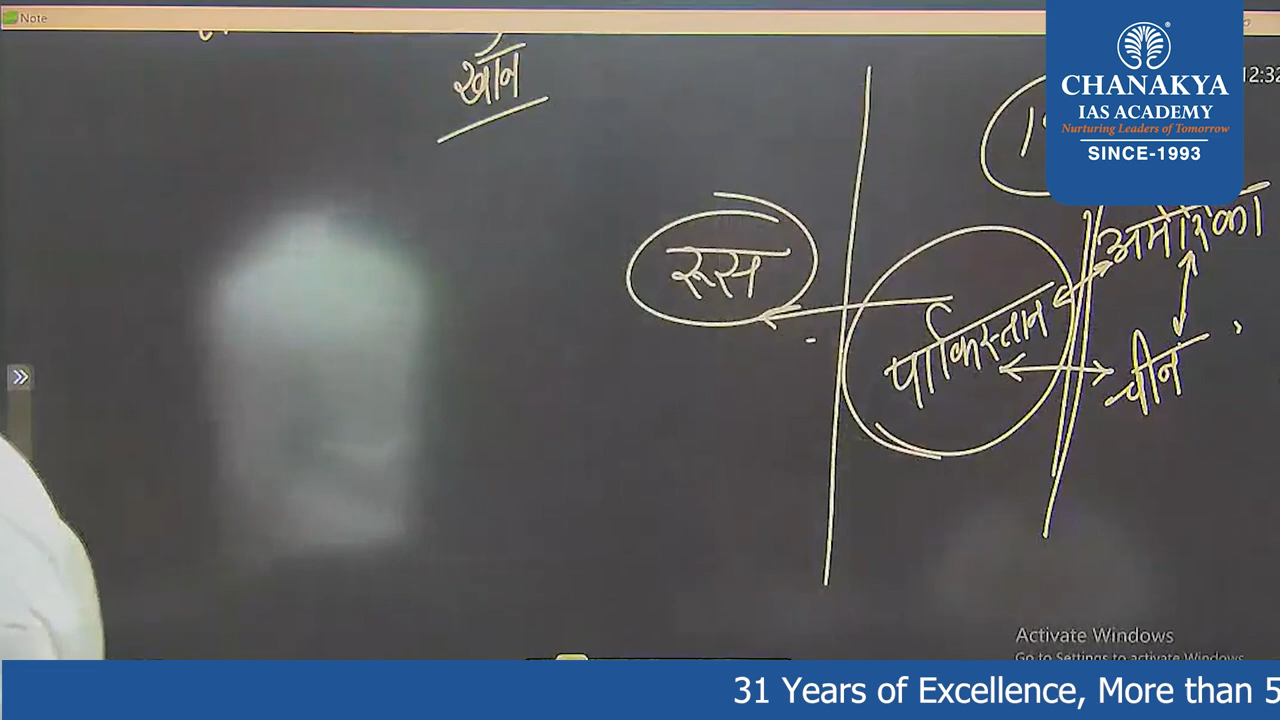 Note
खॉन
CHANAKYA
IAS ACADEMY
Nurturing Leaders of Tomorrow
SINCE-1993
12:32
रूस
पाकिस्तान
अमेरिका
चीन
Activate Windows
Go to Settings to activate Windows.
31 Years of Excellence, More than 5